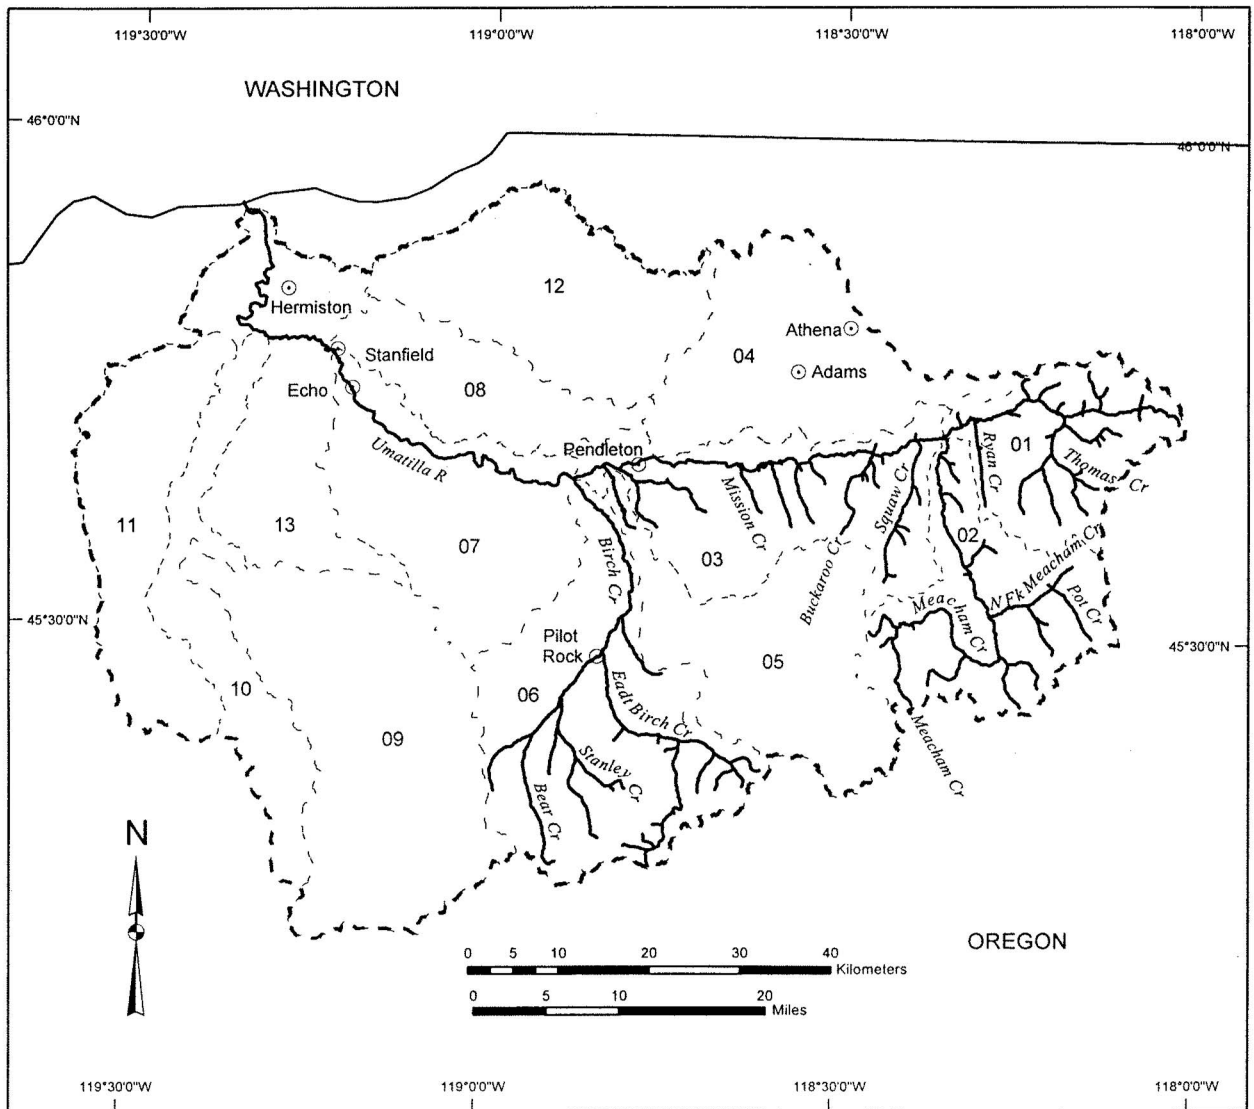 119°30'0"W
119°0'0"W
118°30'0"W
118°0'0"W
WASHINGTON
46°0'0"N
46°0'0"N
12
Hermiston
Athena
04
Stanfield
Adams
Echo
08
Umatilla R
Pendleton
01
Ryan Cr
Thomas Cr
Squaw Cr
Mission Cr
11
13
07
Birch Cr
03
02
Buckaroo Cr
N Fk Meacham Cr
Pot Cr
Meacham Cr
45°30'0"N
45°30'0"N
Pilot
Rock
05
10
06
Eadt Birch Cr
09
Meacham Cr
Stanley Cr
Bear Cr
N
OREGON
0 5 10 20 30 40
Kilometers
0 5 10 20
Miles
119°30'0"W
119°0'0"W
118°30'0"W
118°0'0"W